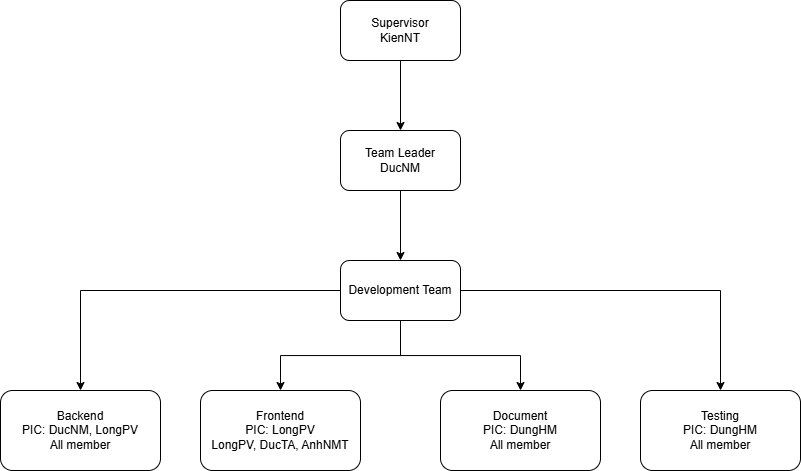 Supervisor
KienNT
Team Leader
DucNM
Development Team
Backend
PIC: DucNM, LongPV
All member
Frontend
PIC: LongPV
LongPV, DucTA, AnhNMT
Document
PIC: DungHM
All member
Testing
PIC: DungHM
All member